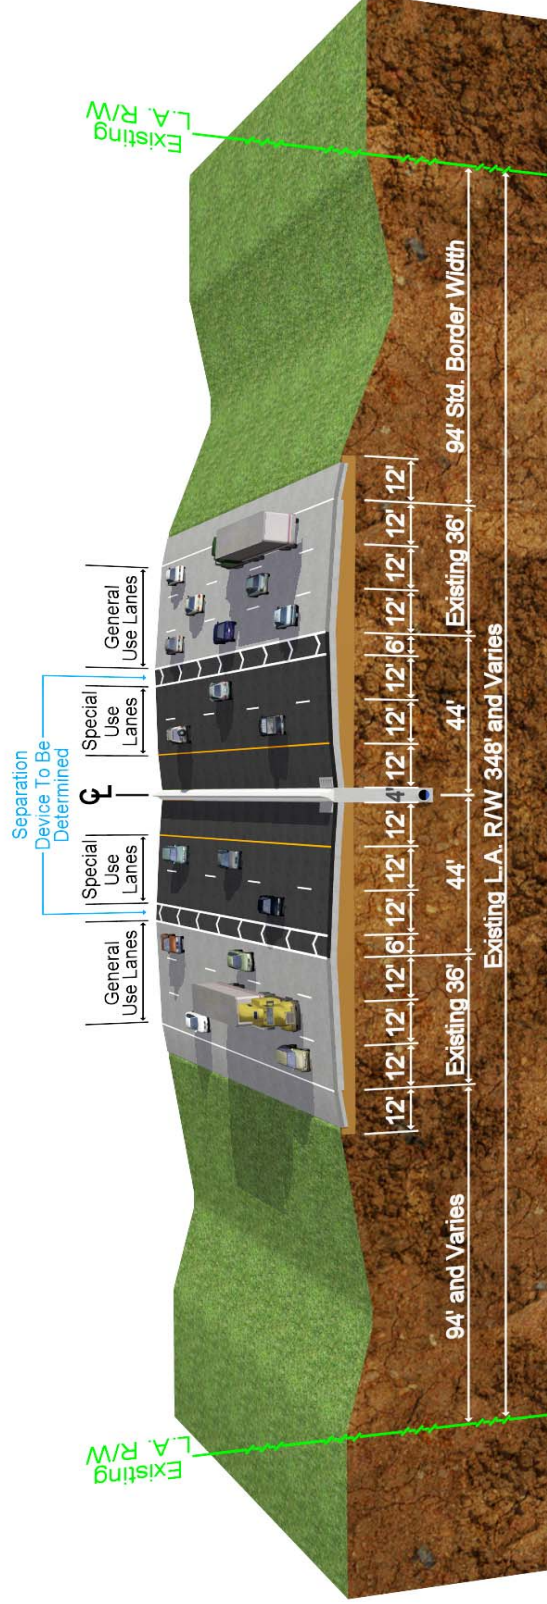 Separation
Device To Be
Determined
General
Use Lanes
Special
Use
Lanes
CL
Special
Use
Lanes
General
Use Lanes
Existing
L.A. R/W
Existing
L.A. R/W
12' 12' 12' 12' 6' 12' 12' 12' 4' 12' 12' 12' 6' 12' 12' 12' 12'
94' and Varies Existing 36' 44' 44' Existing 36' 94' Std. Border Width
Existing L.A. R/W 348' and Varies